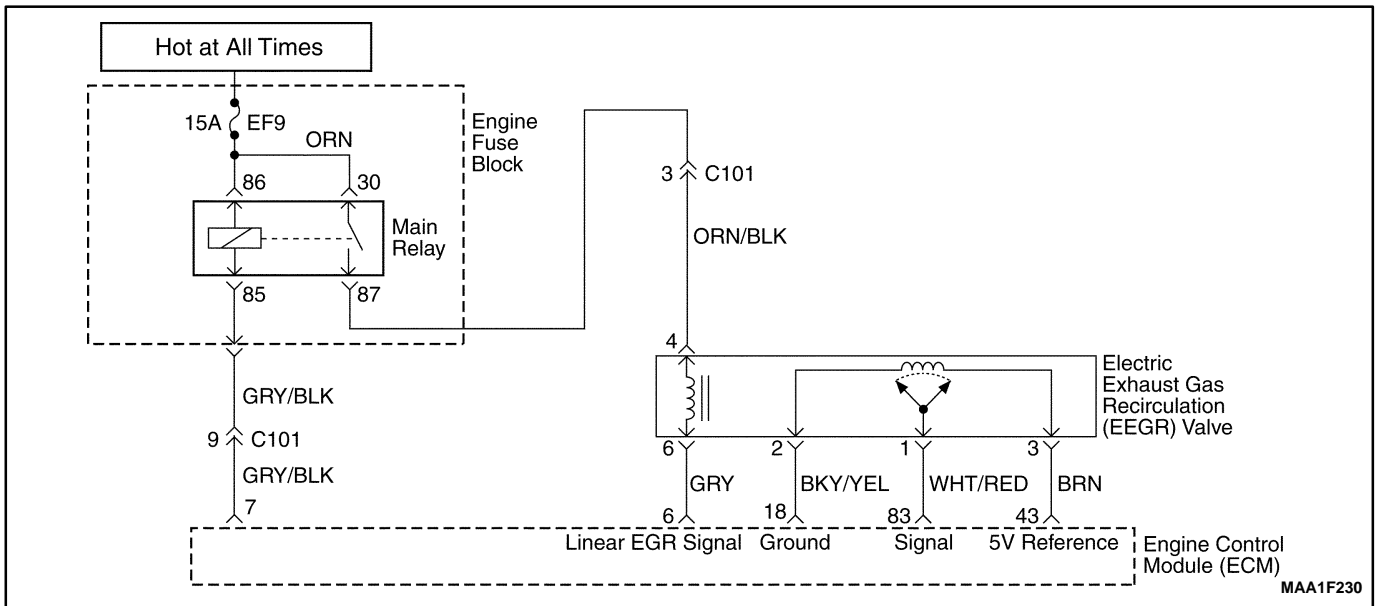 Hot at All Times
15A EF9
ORN
Engine
Fuse
Block
86
30
Main
Relay
85
87
3 C101
ORN/BLK
4
GRY/BLK
9 C101
GRY/BLK
7
Electric
Exhaust Gas
Recirculation
(EEGR) Valve
6
2
1
3
GRY
BKY/YEL
WHT/RED
BRN
6
18
83
43
Linear EGR Signal
Ground
Signal
5V Reference
Engine Control
Module (ECM)
MAA1F230